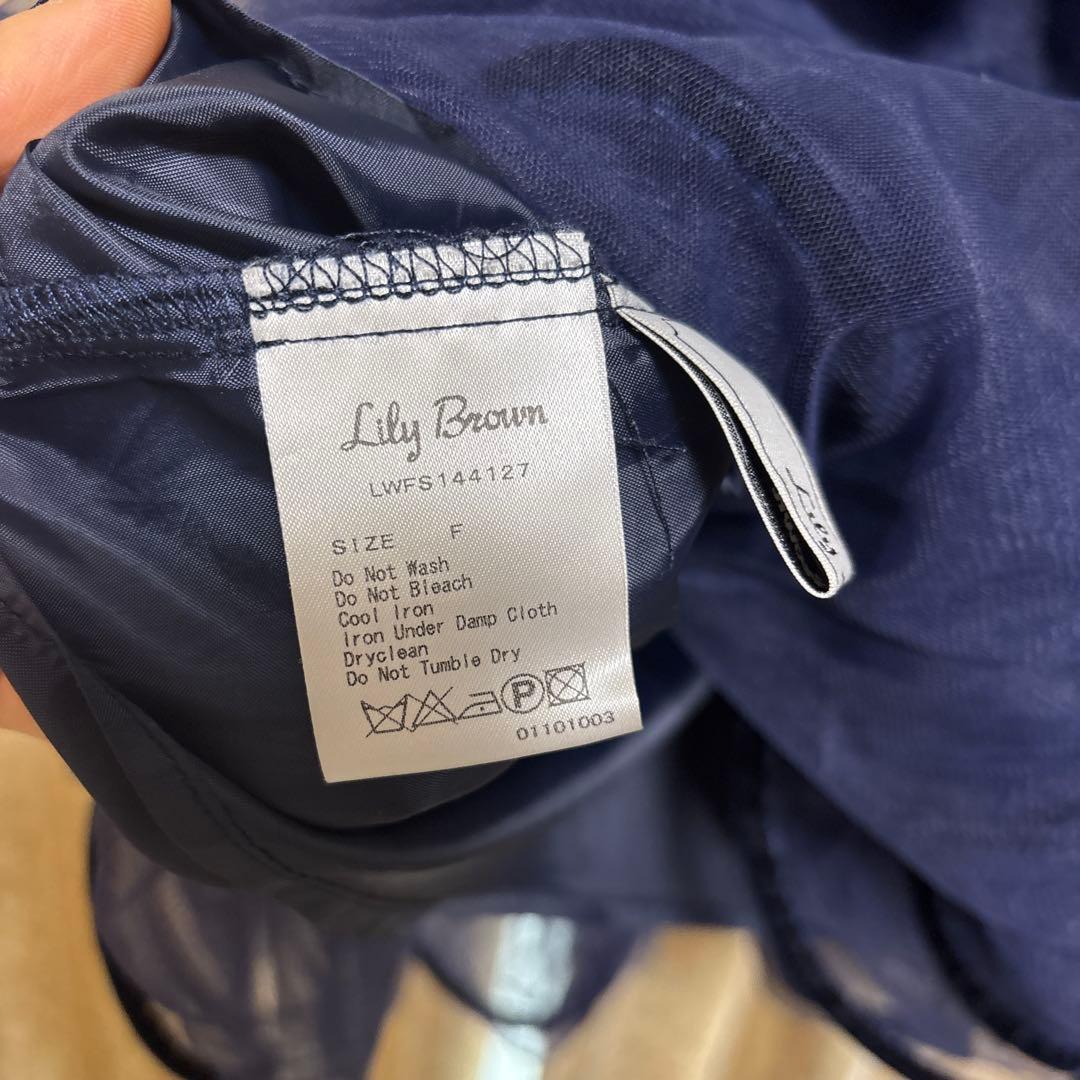 Lily Brown
LWFS144127
SIZE F
Do Not Wash
Do Not Bleach
Cool Iron
Iron Under Damp Cloth
Dryclean
Do Not Tumble Dry
P
01101003
Lily